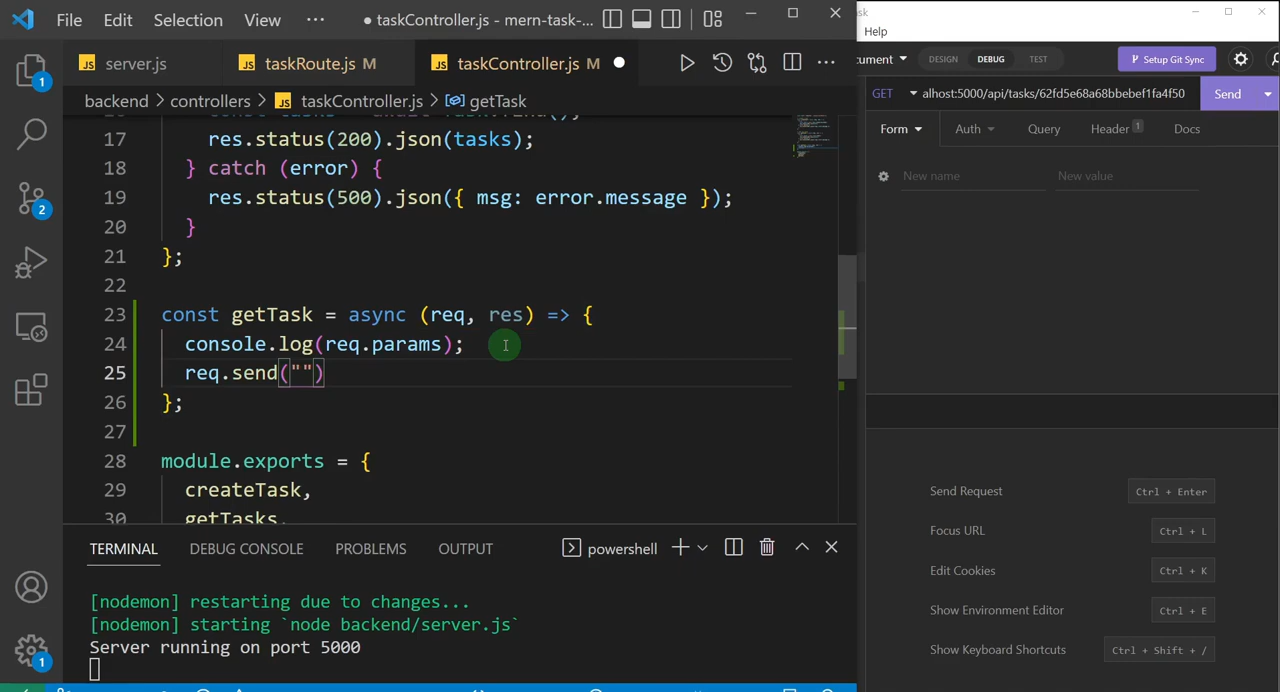 File Edit Selection View ··· ● taskController.js - mern-task-...
server.js taskRoute.js M taskController.js M
backend > controllers > taskController.js > getTask
17 res.status(200).json(tasks);
18 } catch (error) {
19 res.status(500).json({ msg: error.message });
20 }
21 };
22
23 const getTask = async (req, res) => {
24 console.log(req.params);
25 req.send("")
26 };
27
28 module.exports = {
29 createTask,
30 getTasks,
TERMINAL DEBUG CONSOLE PROBLEMS OUTPUT powershell
[nodemon] restarting due to changes...
[nodemon] starting `node backend/server.js`
Server running on port 5000
1
2
1
Help
DESIGN DEBUG TEST Setup Git Sync
GET alhost:5000/api/tasks/62fd5e68a68bbebef1fa4f50 Send
Form Auth Query Header 1 Docs
New name New value
Send Request Ctrl + Enter
Focus URL Ctrl + L
Edit Cookies Ctrl + K
Show Environment Editor Ctrl + E
Show Keyboard Shortcuts Ctrl + Shift + /